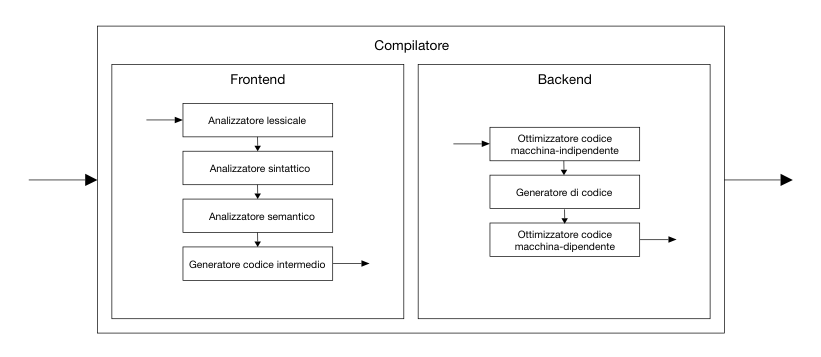 Compilatore
Frontend
Analizzatore lessicale
Analizzatore sintattico
Analizzatore semantico
Generatore codice intermedio
Backend
Ottimizzatore codice
macchina-indipendente
Generatore di codice
Ottimizzatore codice
macchina-dipendente